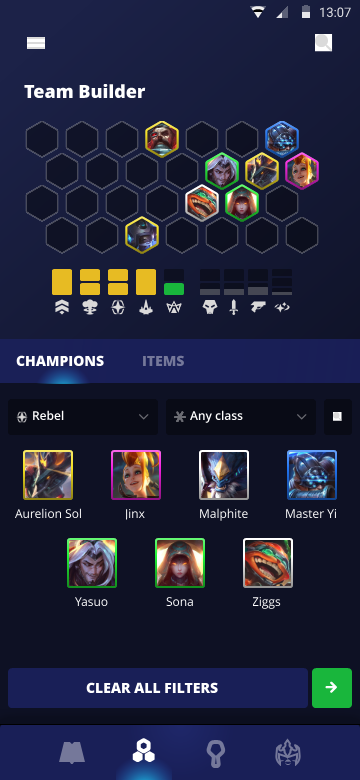 13:07
Team Builder
CHAMPIONS
ITEMS
Rebel
Any class
Aurelion Sol
Jinx
Malphite
Master Yi
Yasuo
Sona
Ziggs
CLEAR ALL FILTERS